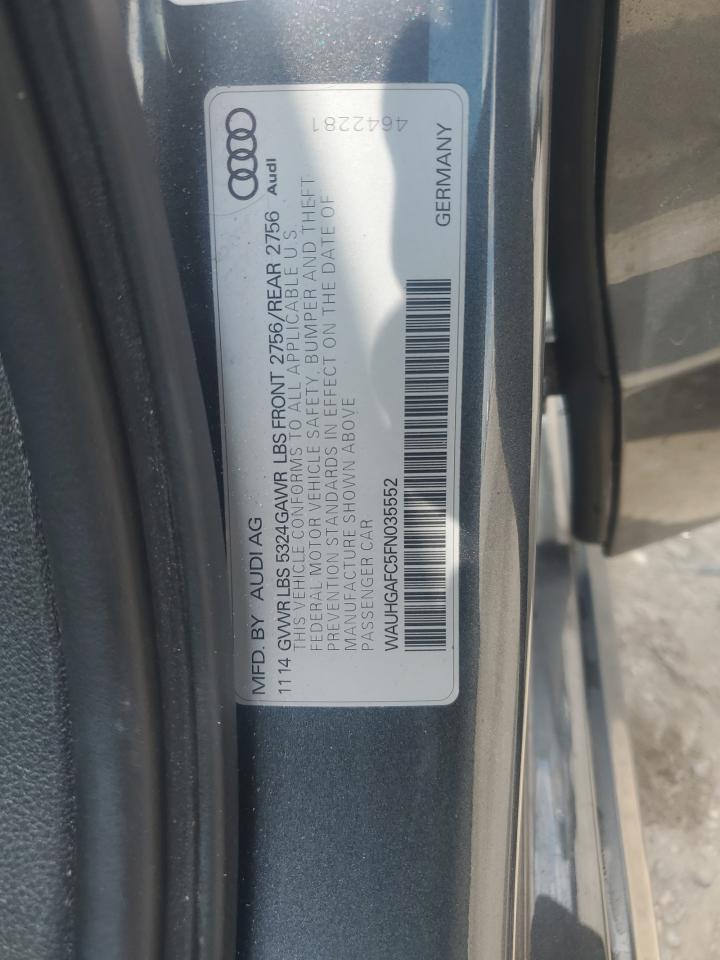 MFD. BY AUDI AG
Audi
1114 GVWR LBS 5324GAWR LBS FRONT 2756/REAR 2756
THIS VEHICLE CONFORMS TO ALL APPLICABLE U.S.
FEDERAL MOTOR VEHICLE SAFETY, BUMPER AND THEFT
PREVENTION STANDARDS IN EFFECT ON THE DATE OF
MANUFACTURE SHOWN ABOVE
PASSENGER CAR
4642281
WAUHGAFC5FN035552
GERMANY